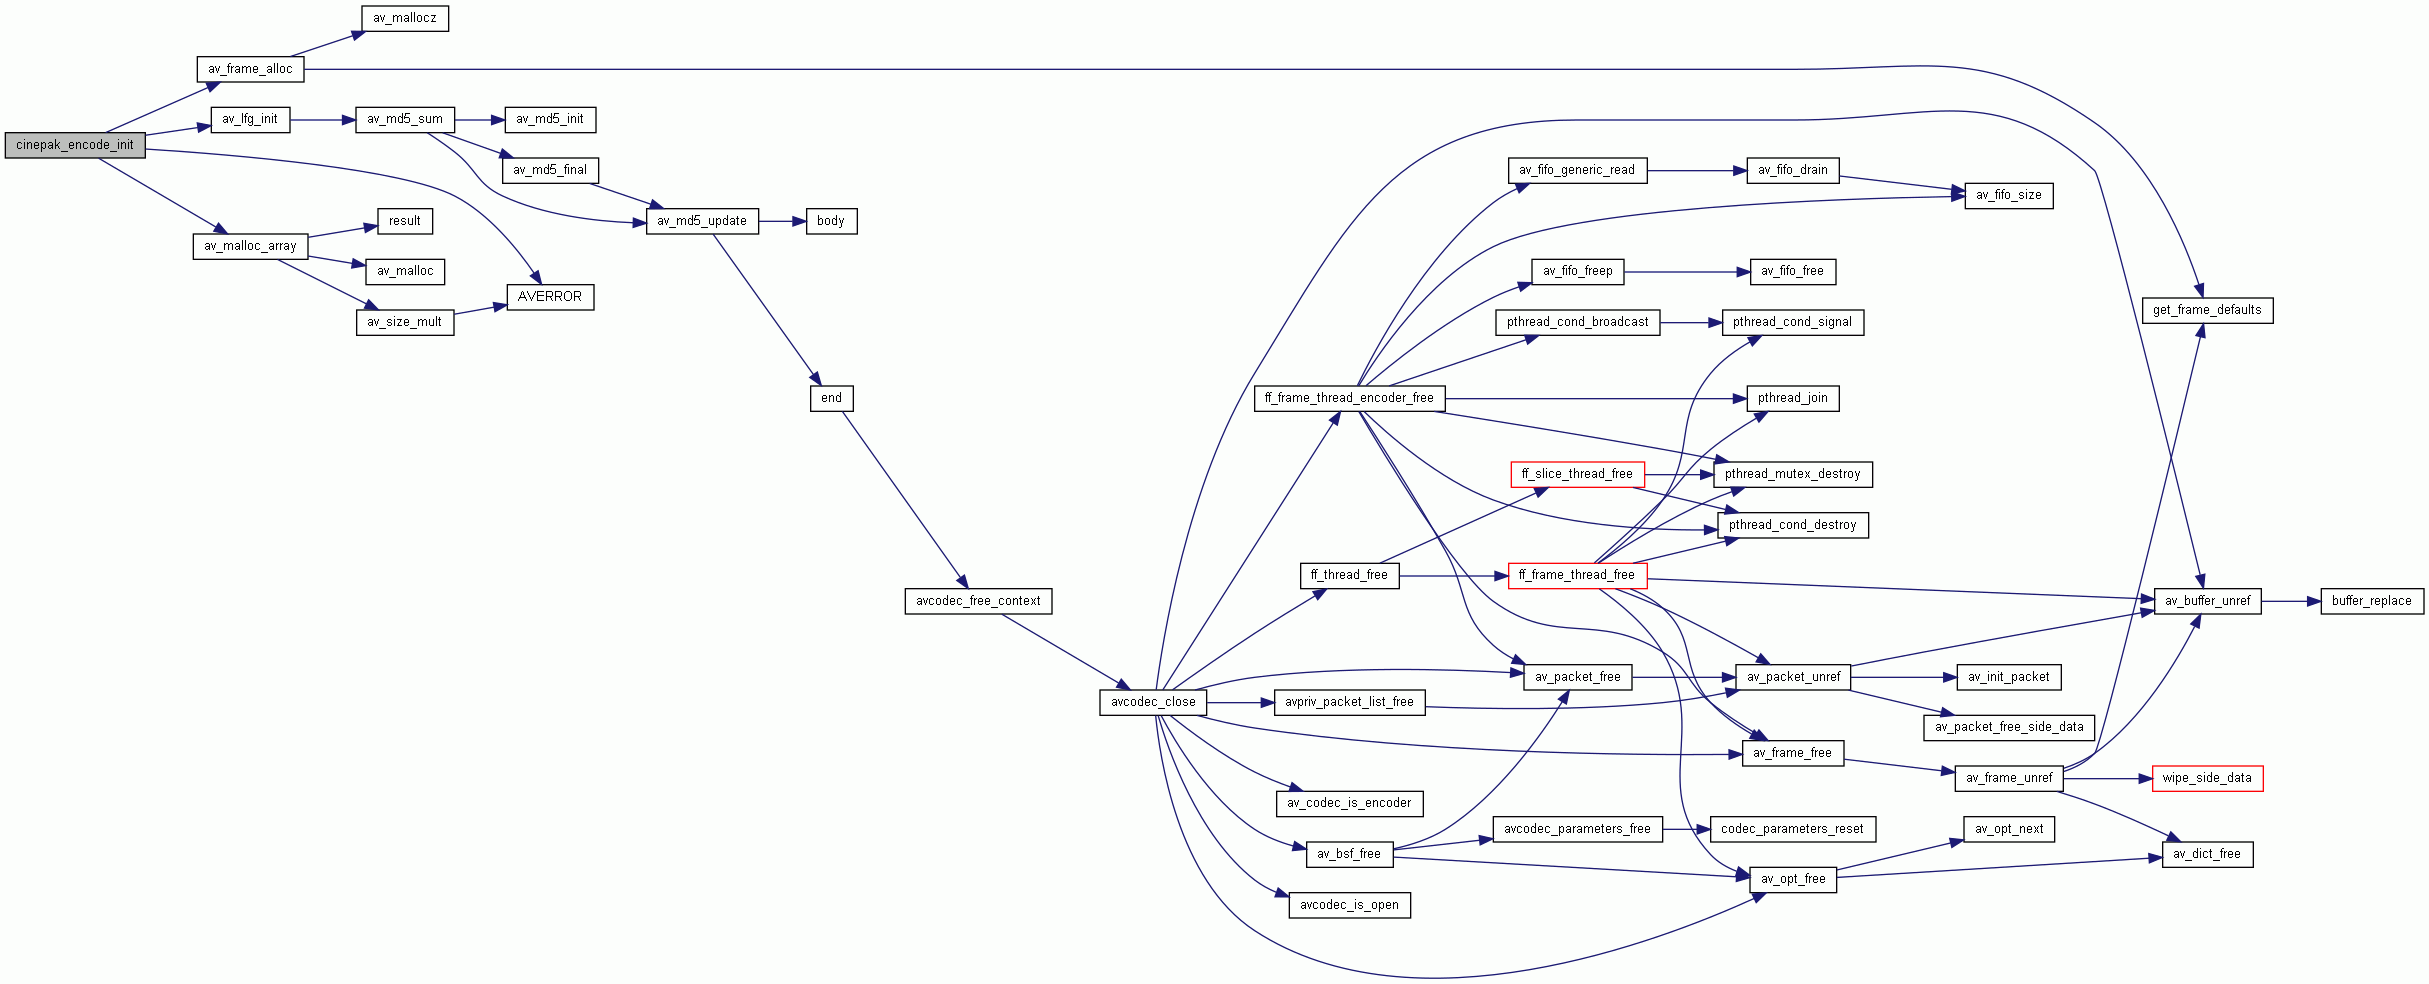 cinepak_encode_init
av_frame_alloc
av_mallocz
av_lfg_init
av_md5_sum
av_md5_init
av_md5_final
av_md5_update
body
av_malloc_array
result
av_malloc
av_size_mult
AVERROR
end
avcodec_free_context
avcodec_close
ff_frame_thread_encoder_free
ff_thread_free
avpriv_packet_list_free
av_codec_is_encoder
av_bsf_free
avcodec_is_open
av_fifo_generic_read
av_fifo_freep
pthread_cond_broadcast
ff_slice_thread_free
ff_frame_thread_free
av_packet_free
avcodec_parameters_free
av_fifo_drain
av_fifo_free
pthread_cond_signal
pthread_join
pthread_mutex_destroy
pthread_cond_destroy
av_packet_unref
av_frame_free
codec_parameters_reset
av_opt_free
av_fifo_size
av_init_packet
av_packet_free_side_data
av_frame_unref
av_opt_next
get_frame_defaults
av_buffer_unref
wipe_side_data
av_dict_free
buffer_replace